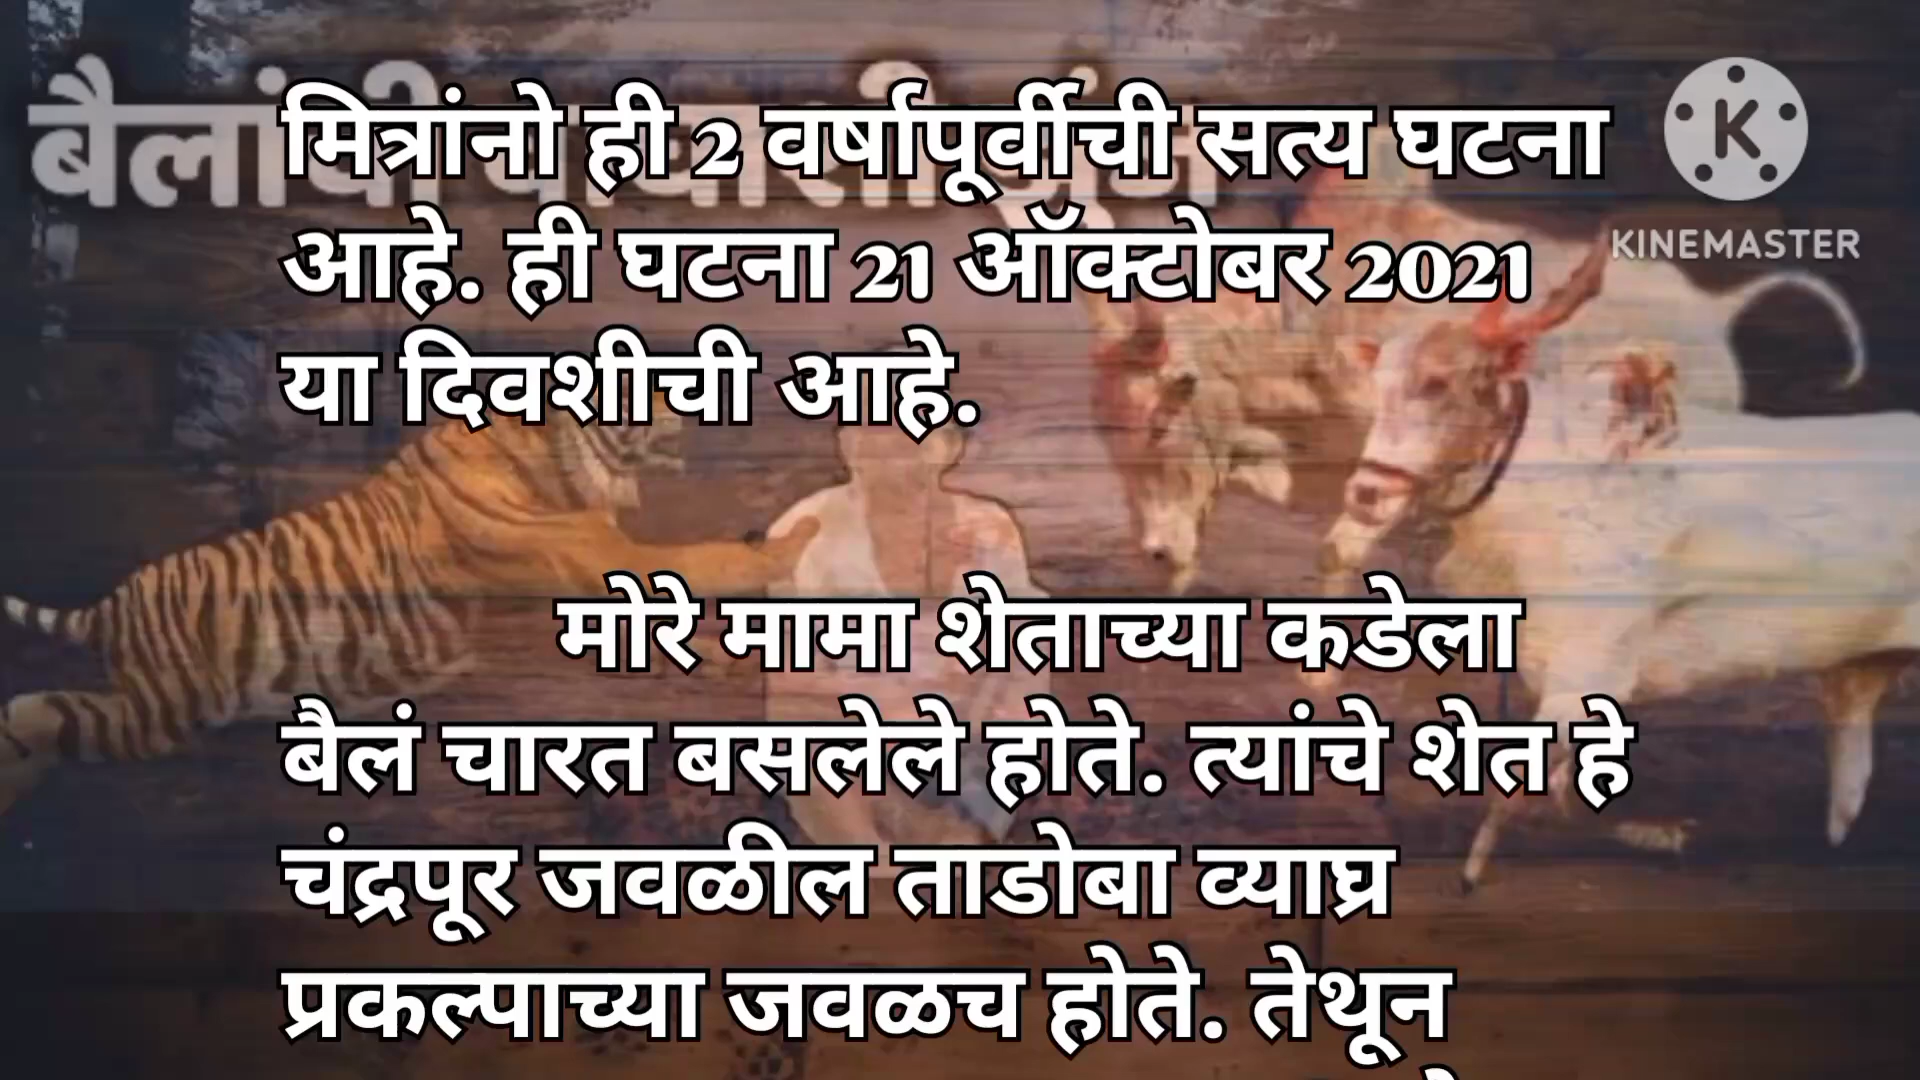 बैलांची
मित्रांनो ही 2 वर्षापूर्वीची सत्य घटना
आहे. ही घटना 21 ऑक्टोबर 2021
या दिवशीची आहे.
मोरे मामा शेताच्या कडेला
बैलं चारत बसलेले होते. त्यांचे शेत हे
चंद्रपूर जवळील ताडोबा व्याघ्र
प्रकल्पाच्या जवळच होते. तेथून
K
KINEMASTER